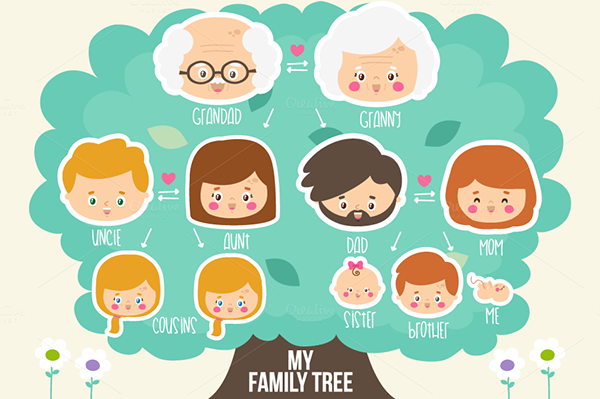 GRANDAD
GRANNY
UNCLE
AUNt
DAD
MOM
COUSINS
SiStER
bROtHER
ME
MY
FAMILY TREE